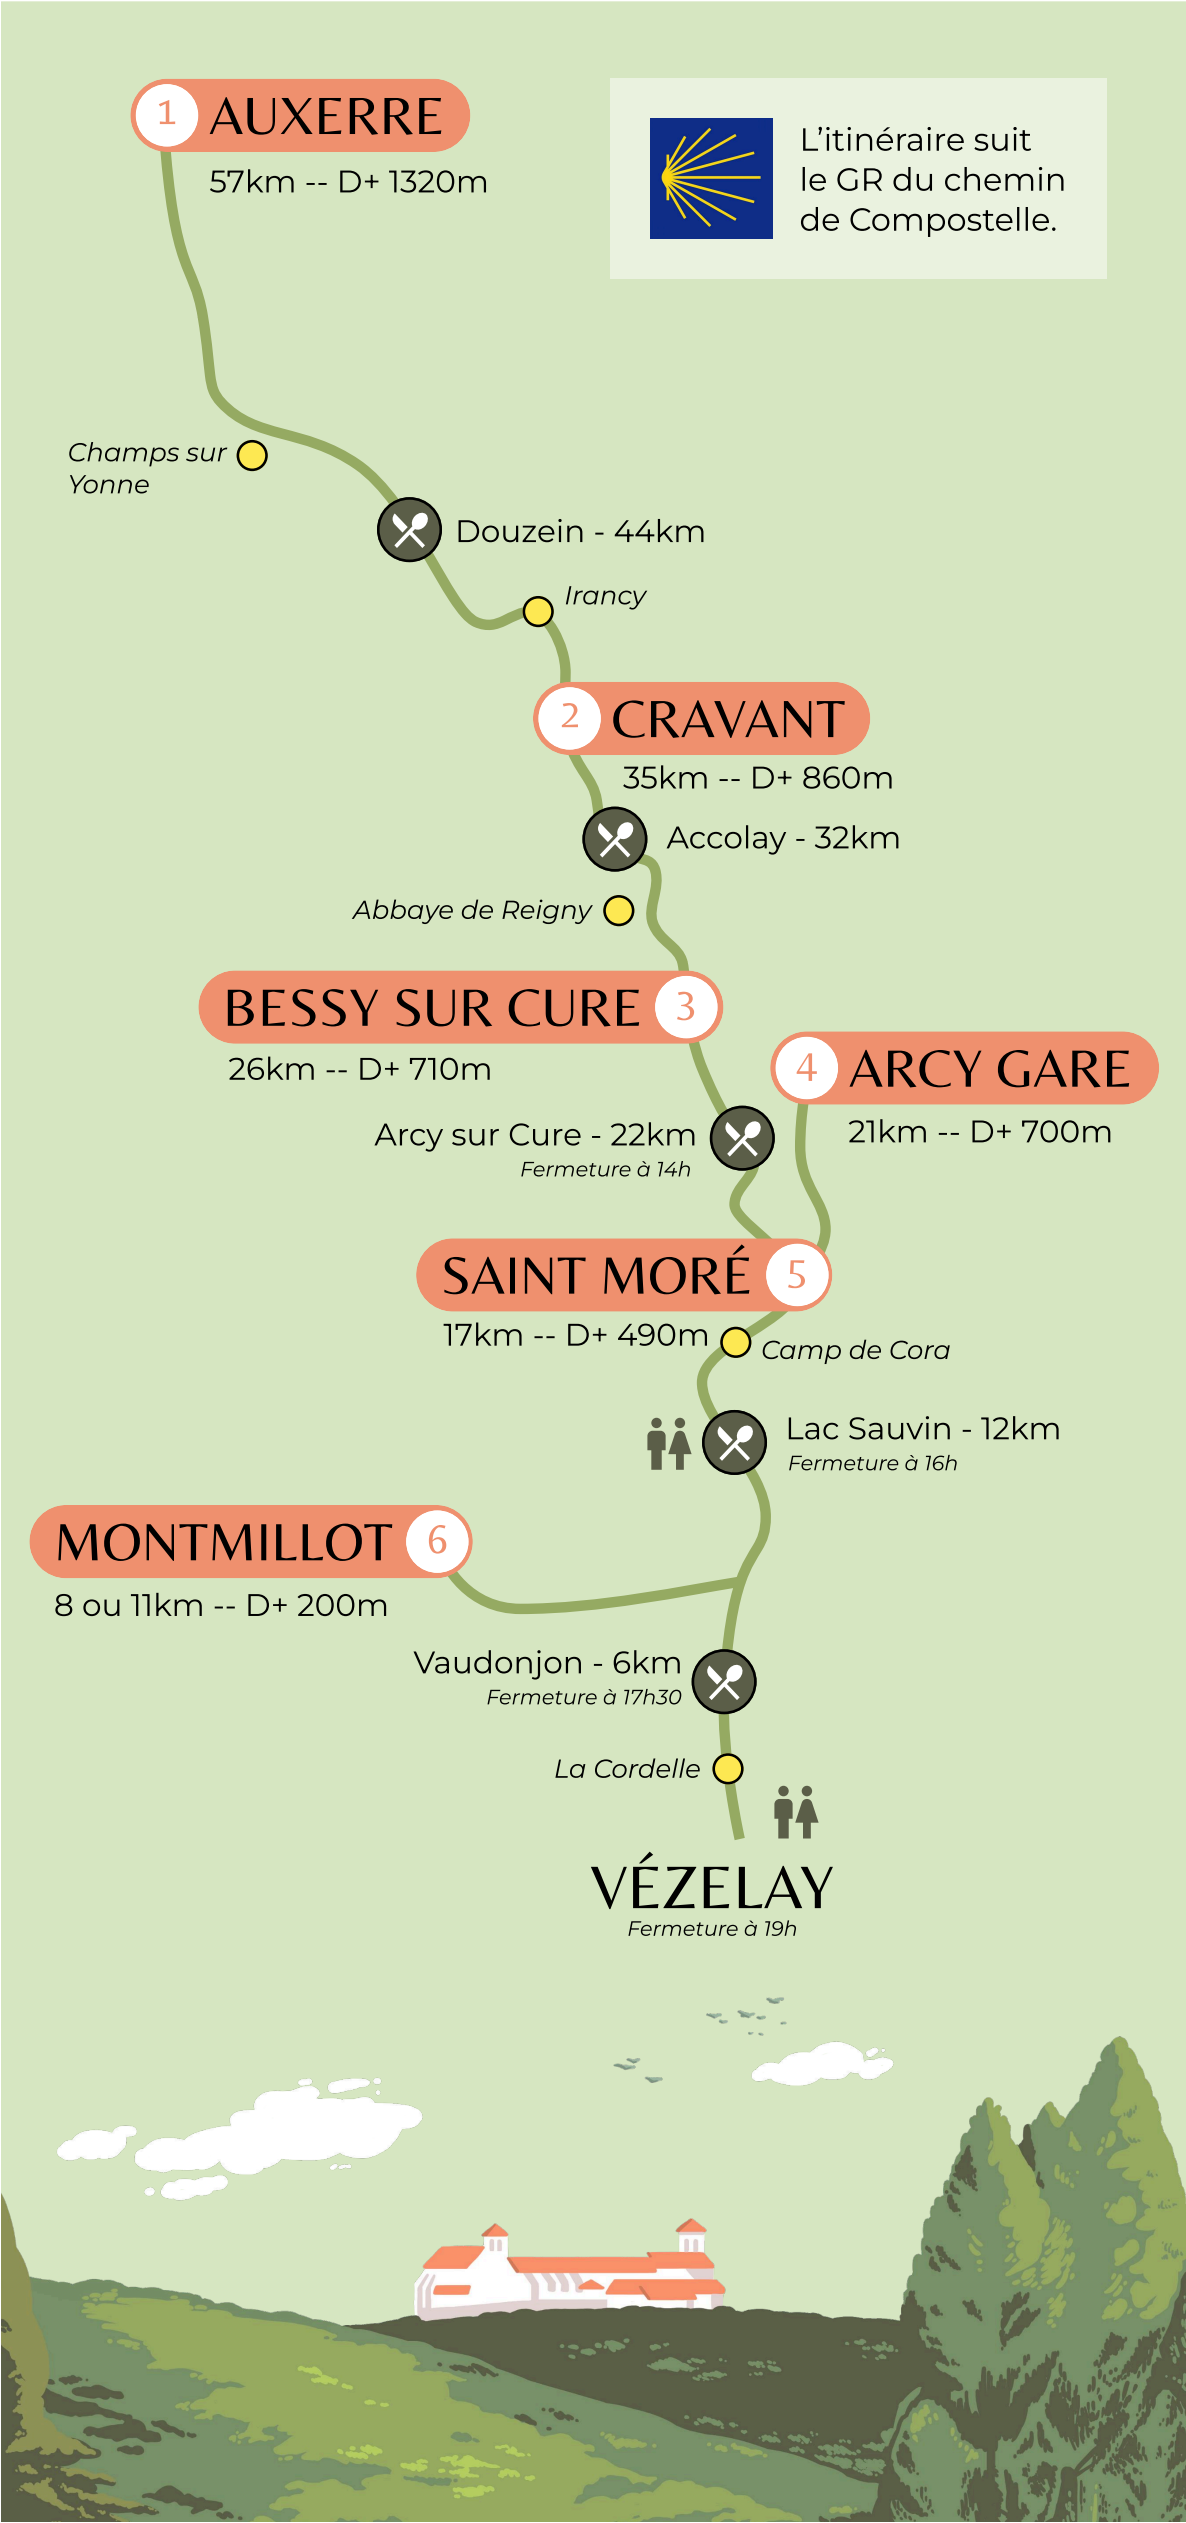 1 AUXERRE
57km -- D+ 1320m
L’itinéraire suit
le GR du chemin
de Compostelle.
Champs sur
Yonne
Douzein - 44km
Irancy
2 CRAVANT
35km -- D+ 860m
Accolay - 32km
Abbaye de Reigny
BESSY SUR CURE 3
26km -- D+ 710m
4 ARCY GARE
21km -- D+ 700m
Arcy sur Cure - 22km
Fermeture à 14h
SAINT MORÉ 5
17km -- D+ 490m
Camp de Cora
Lac Sauvin - 12km
Fermeture à 16h
MONTMILLOT 6
8 ou 11km -- D+ 200m
Vaudonjon - 6km
Fermeture à 17h30
La Cordelle
VÉZELAY
Fermeture à 19h